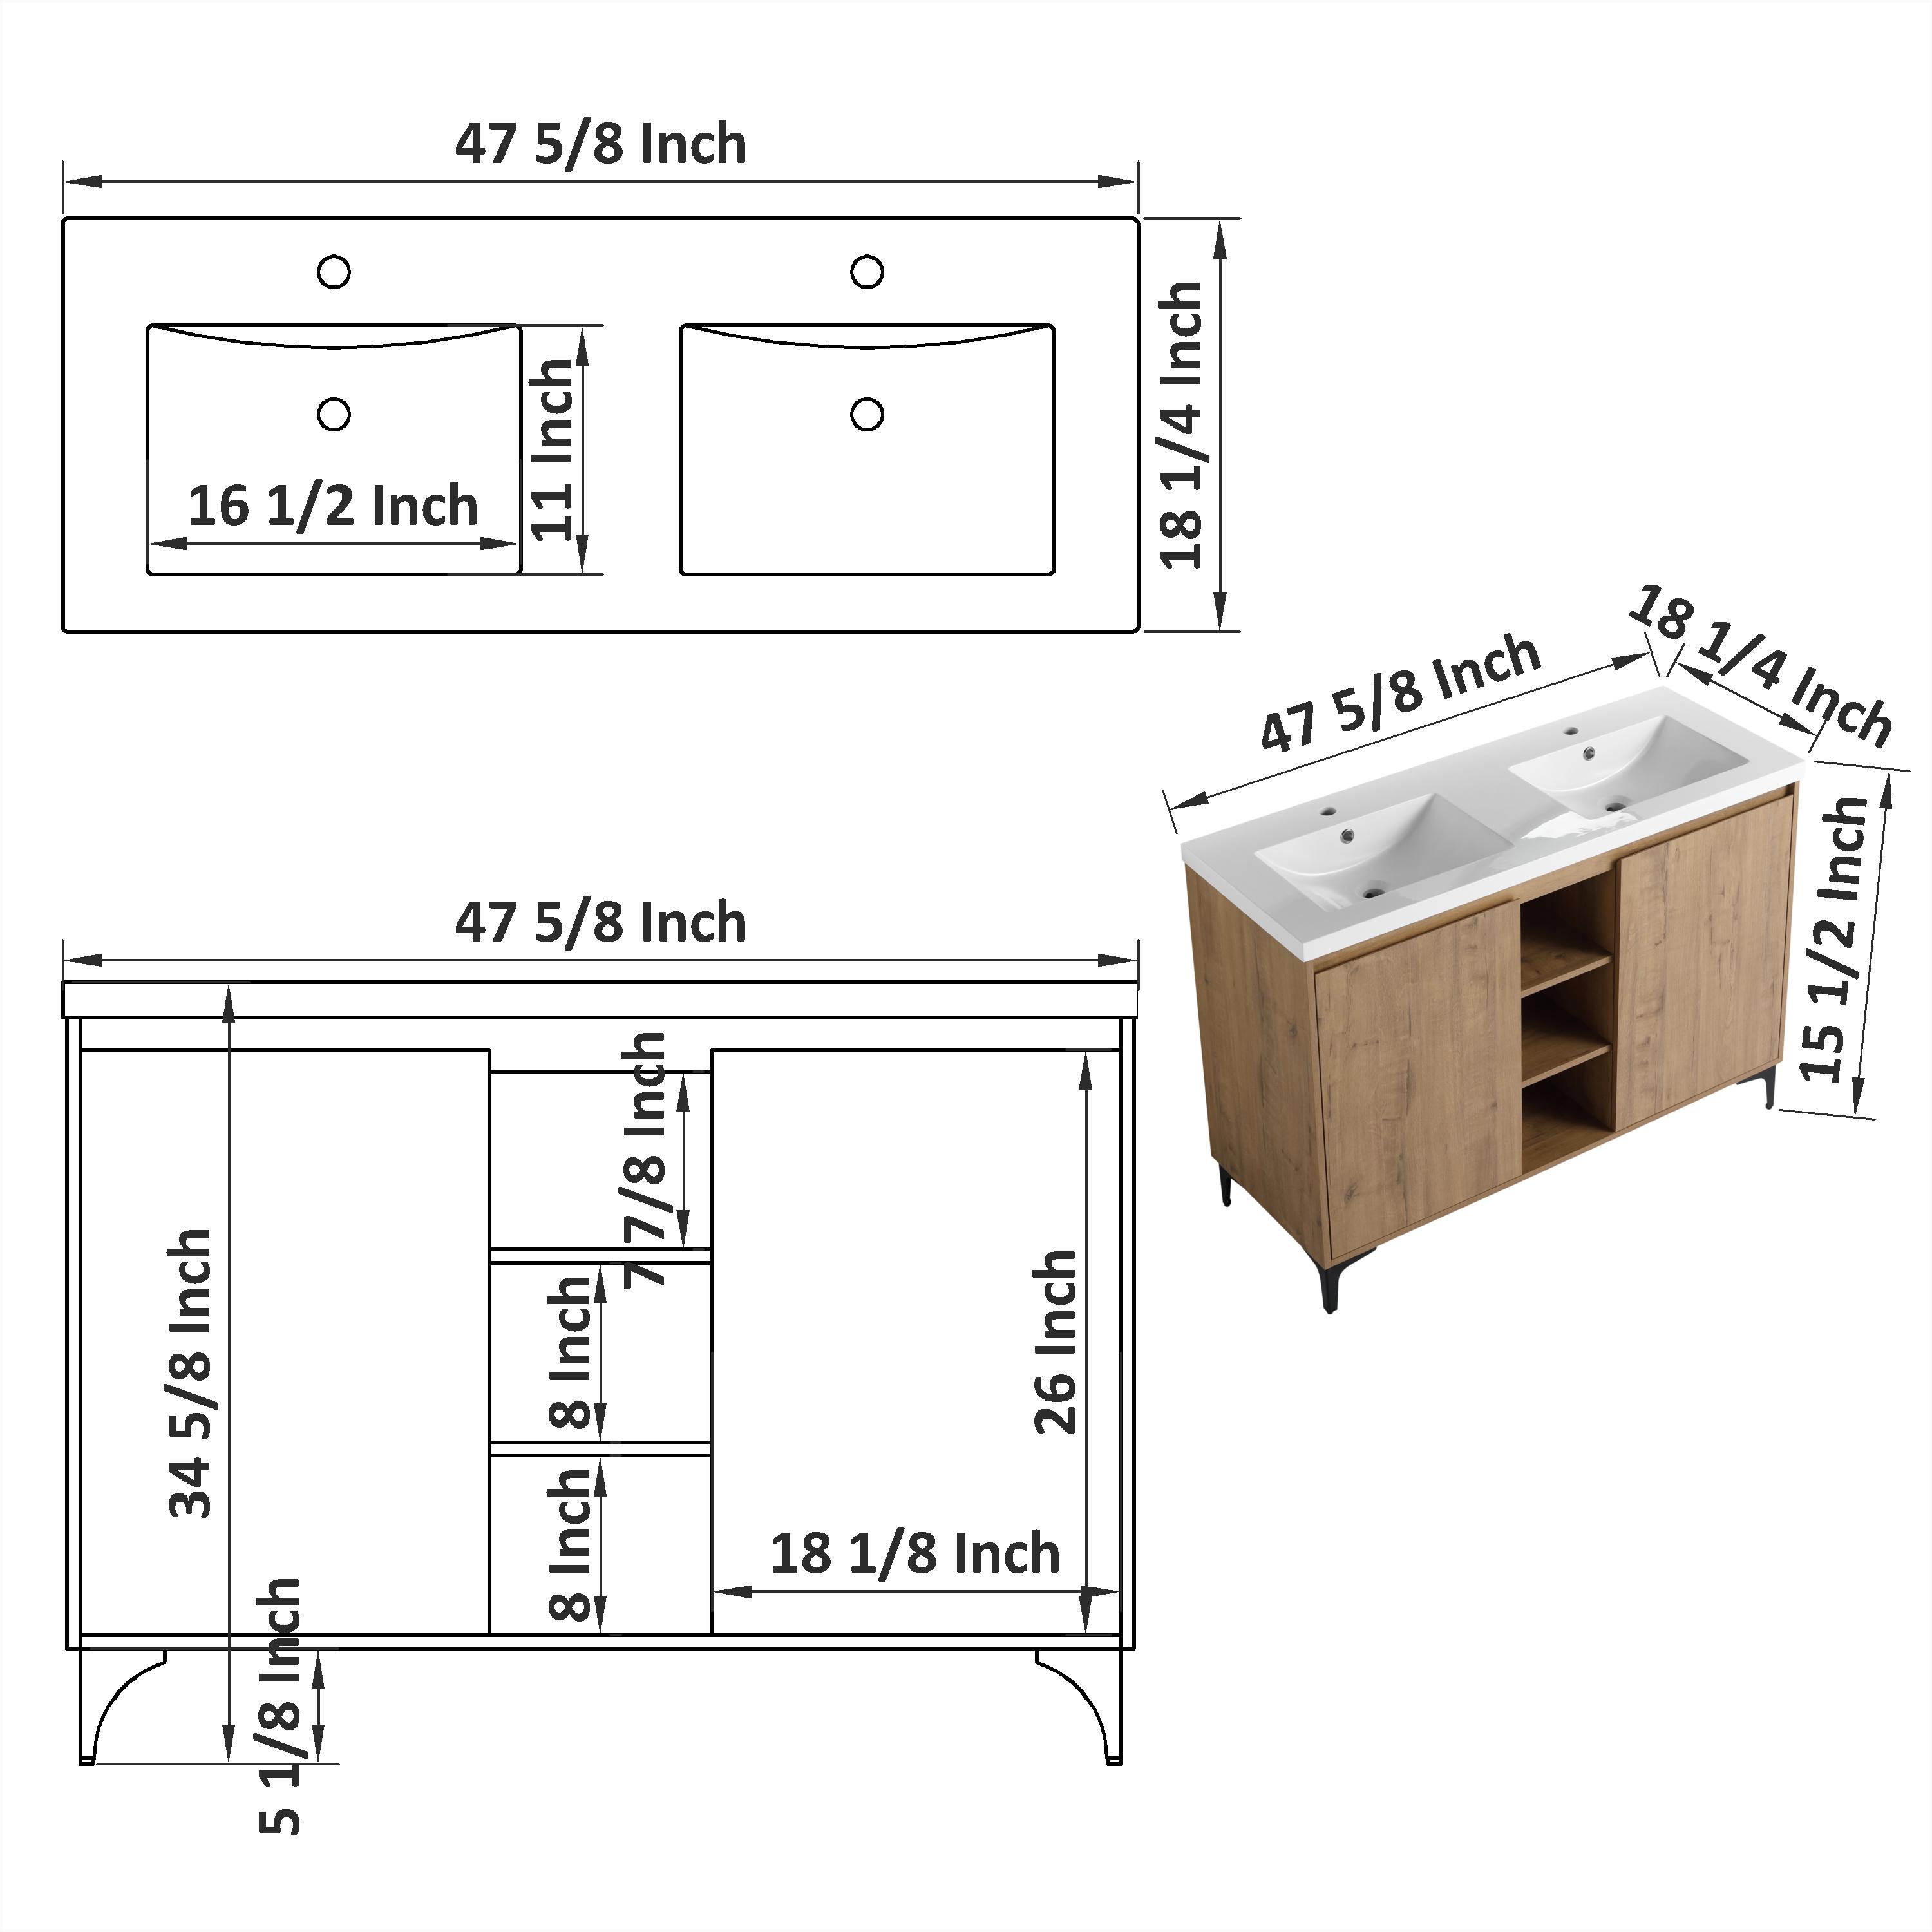 47 5/8 Inch
16 1/2 Inch
11 Inch
18 1/4 Inch
47 5/8 Inch
18 1/4 Inch
15 1/2 Inch
47 5/8 Inch
34 5/8 Inch
7 7/8 Inch
8 Inch
8 Inch
26 Inch
18 1/8 Inch
5 1/8 Inch